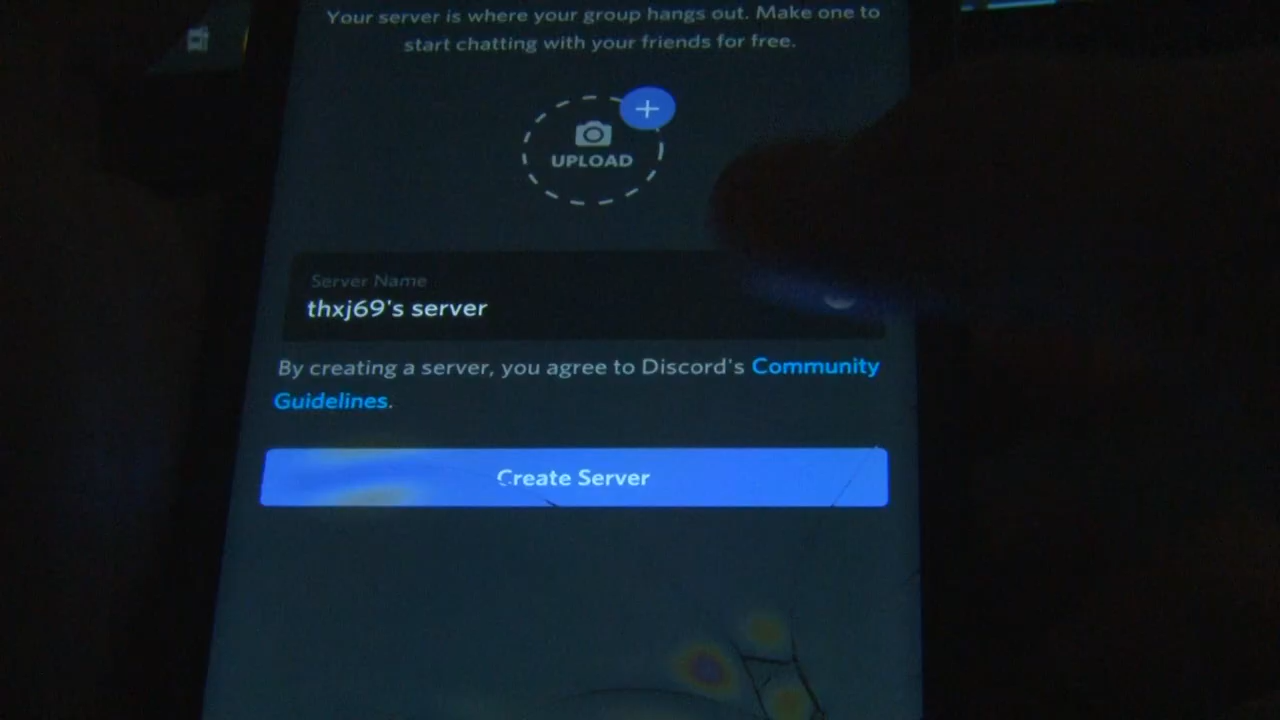 Your server is where your group hangs out. Make one to
start chatting with your friends for free.
UPLOAD
Server Name
thxj69's server
By creating a server, you agree to Discord's Community
Guidelines.
Create Server